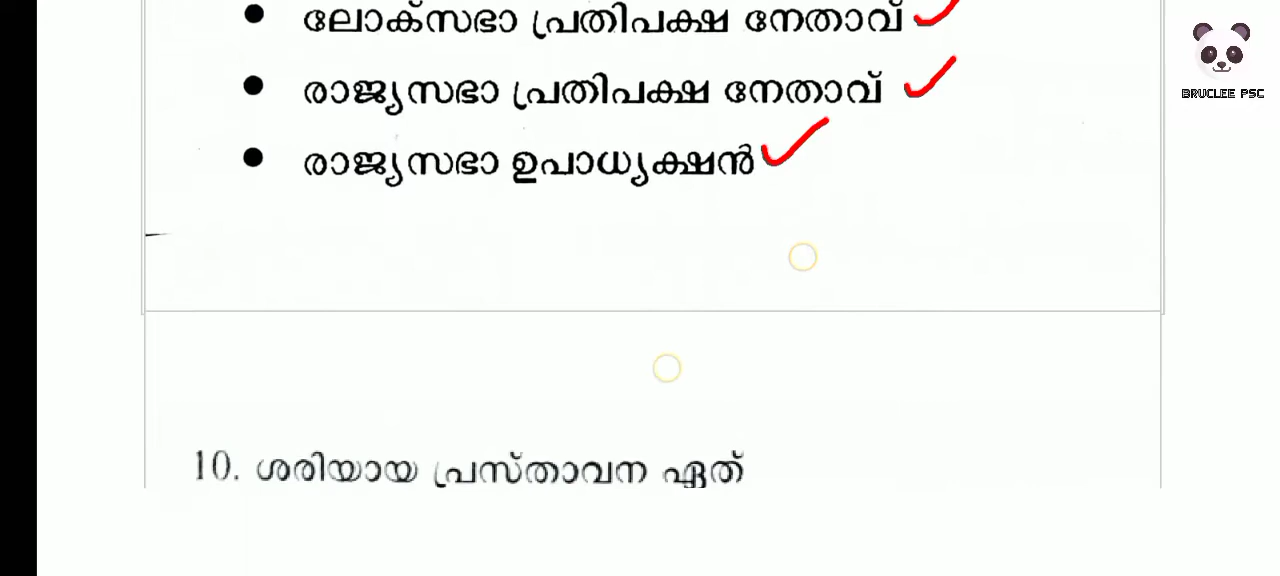 ● ലോക്സഭാ പ്രതിപക്ഷ നേതാവ്
● രാജ്യസഭാ പ്രതിപക്ഷ നേതാവ്
● രാജ്യസഭാ ഉപാധ്യക്ഷൻ
BRUCLEE PSC
10. ശരിയായ പ്രസ്താവന ഏത്